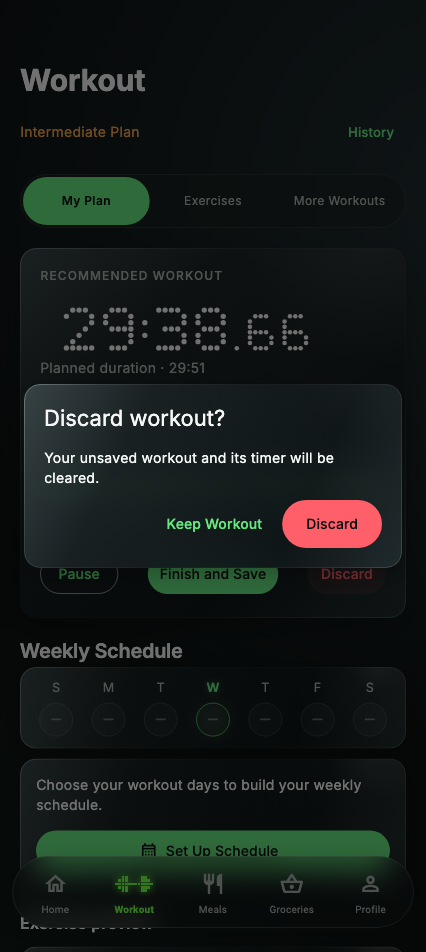 Workout
Intermediate Plan
History
My Plan
Exercises
More Workouts
RECOMMENDED WORKOUT
29:38.66
Planned duration · 29:51
Discard workout?
Your unsaved workout and its timer will be
cleared.
Keep Workout
Discard
Pause
Finish and Save
Discard
Weekly Schedule
S M T W T F S
– – – – – – –
Choose your workout days to build your weekly
schedule.
Set Up Schedule
Exercise preview
Home
Workout
Meals
Groceries
Profile